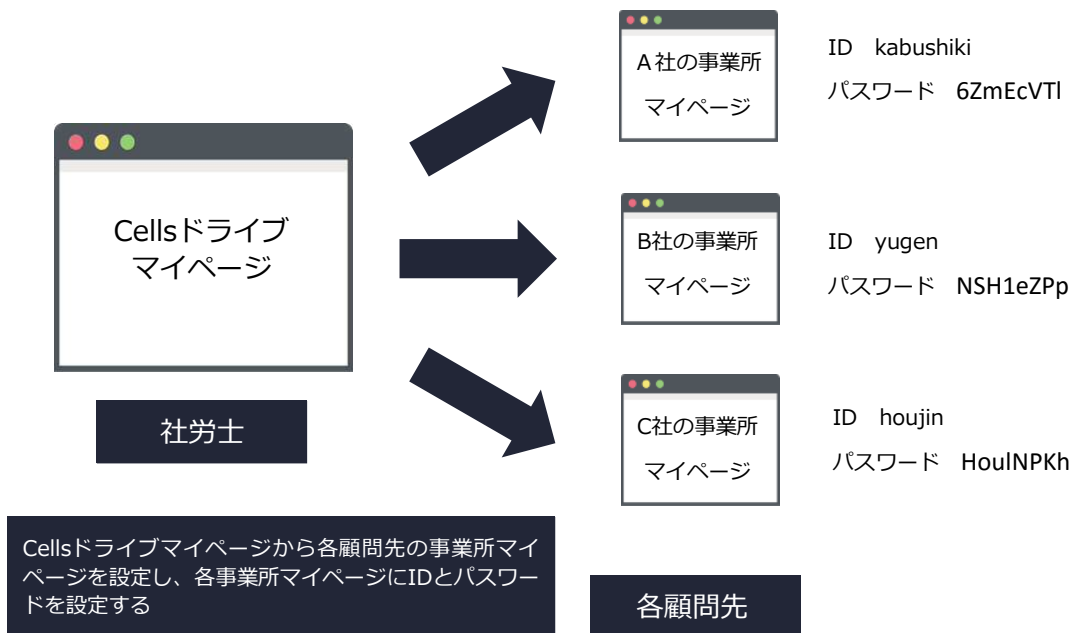 Cellsドライブ
マイページ
社労士
Cellsドライブマイページから各顧問先の事業所マイ
ページを設定し、各事業所マイページにIDとパスワー
ドを設定する
A社の事業所
マイページ
ID kabushiki
パスワード 6ZmEcVTl
B社の事業所
マイページ
ID yugen
パスワード NSH1eZPp
C社の事業所
マイページ
ID houjin
パスワード HoulNPKh
各顧問先